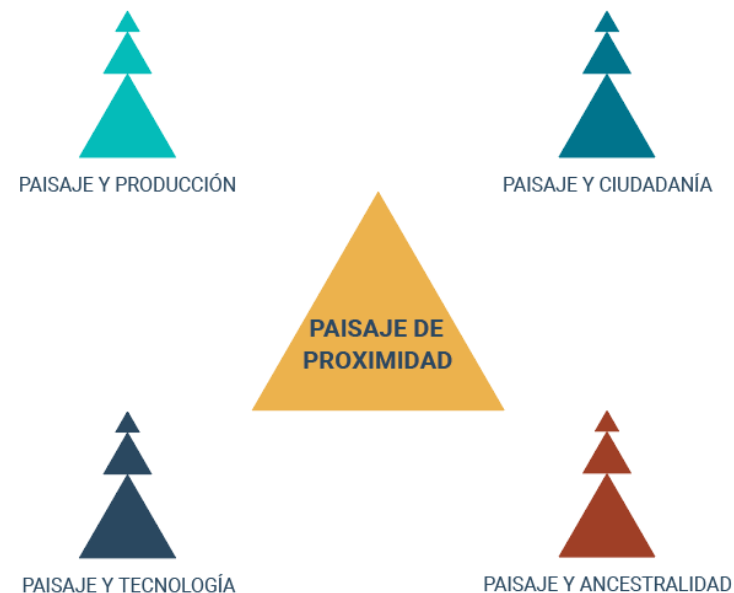 PAISAJE Y PRODUCCIÓN
PAISAJE Y CIUDADANÍA
PAISAJE DE
PROXIMIDAD
PAISAJE Y TECNOLOGÍA
PAISAJE Y ANCESTRALIDAD